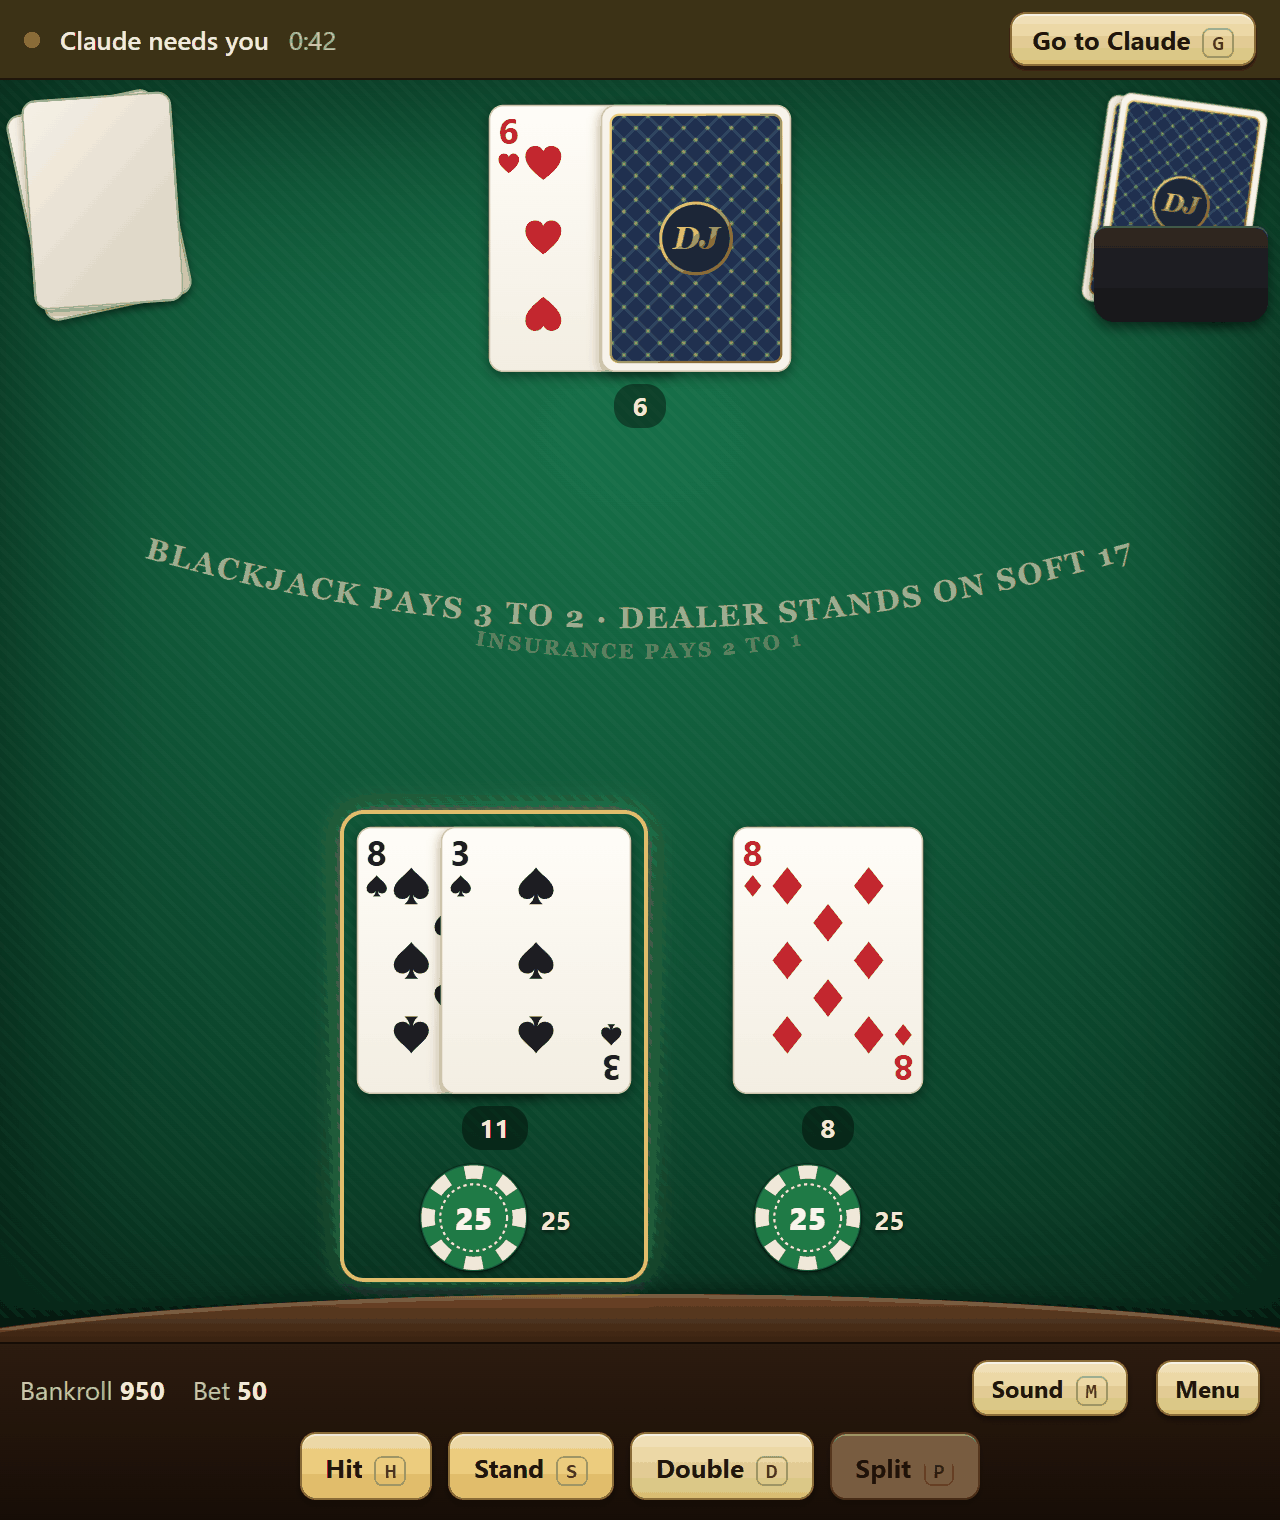 Claude needs you 0:42
Go to Claude G
6
DJ
DJ
6
BLACKJACK PAYS 3 TO 2 · DEALER STANDS ON SOFT 17
INSURANCE PAYS 2 TO 1
8 3
3
8
8
11
8
25 25
25 25
Bankroll 950 Bet 50
Sound M
Menu
Hit H
Stand S
Double D
Split P